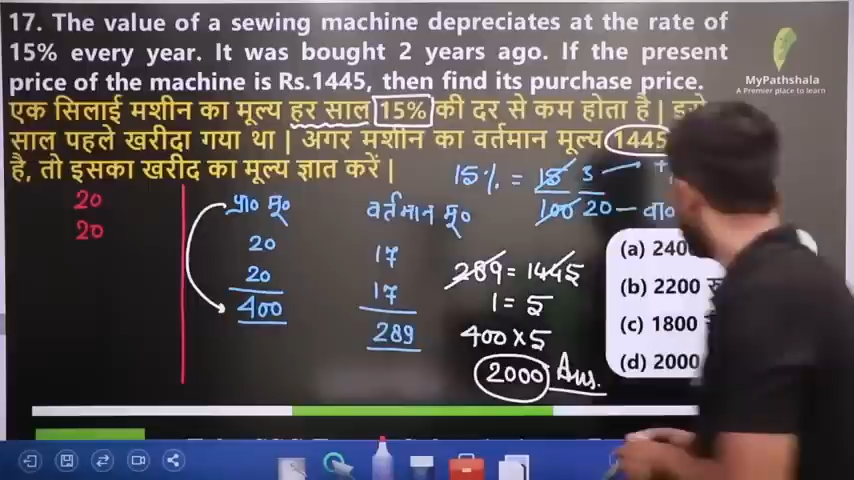 17. The value of a sewing machine depreciates at the rate of
15% every year. It was bought 2 years ago. If the present
price of the machine is Rs.1445, then find its purchase price.
MyPathshala
A Premier place to learn
एक सिलाई मशीन का मूल्य हर साल 15% की दर से कम होता है |
साल पहले खरीदा गया था | अगर मशीन का वर्तमान मूल्य 1445
है, तो इसका खरीद का मूल्य ज्ञात करें |
15% = 15 3
100 20
20
20
प्रा० मू०
20
20
400
वर्तमान मू०
17
17
289
289 = 1445
1 = 5
400 x 5
2000 Ans.
(a) 240
(b) 2200
(c) 1800
(d) 2000